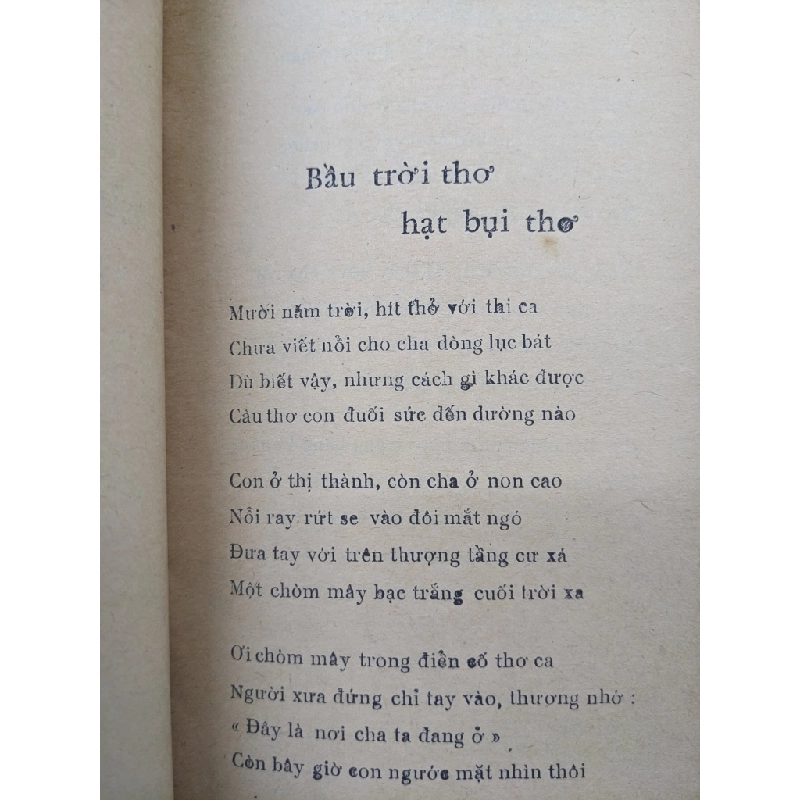 Bầu trời thơ
hạt bụi thơ
Mười năm trời, hít thở với thi ca
Chưa viết nổi cho cha dòng lục bát
Dù biết vậy, nhưng cách gì khác được
Câu thơ con đuối sức đến dường nào
Con ở thị thành, còn cha ở non cao
Nỗi ray rứt se vào đôi mắt ngó
Đưa tay với trên thượng tầng cư xá
Một chòm mây bạc trắng cuối trời xa
Ơi chòm mây trong điển cố thơ ca
Người xưa đứng chỉ tay vào, thương nhớ :
« Đây là nơi cha ta đang ở »
Còn bây giờ con ngước mặt nhìn thôi